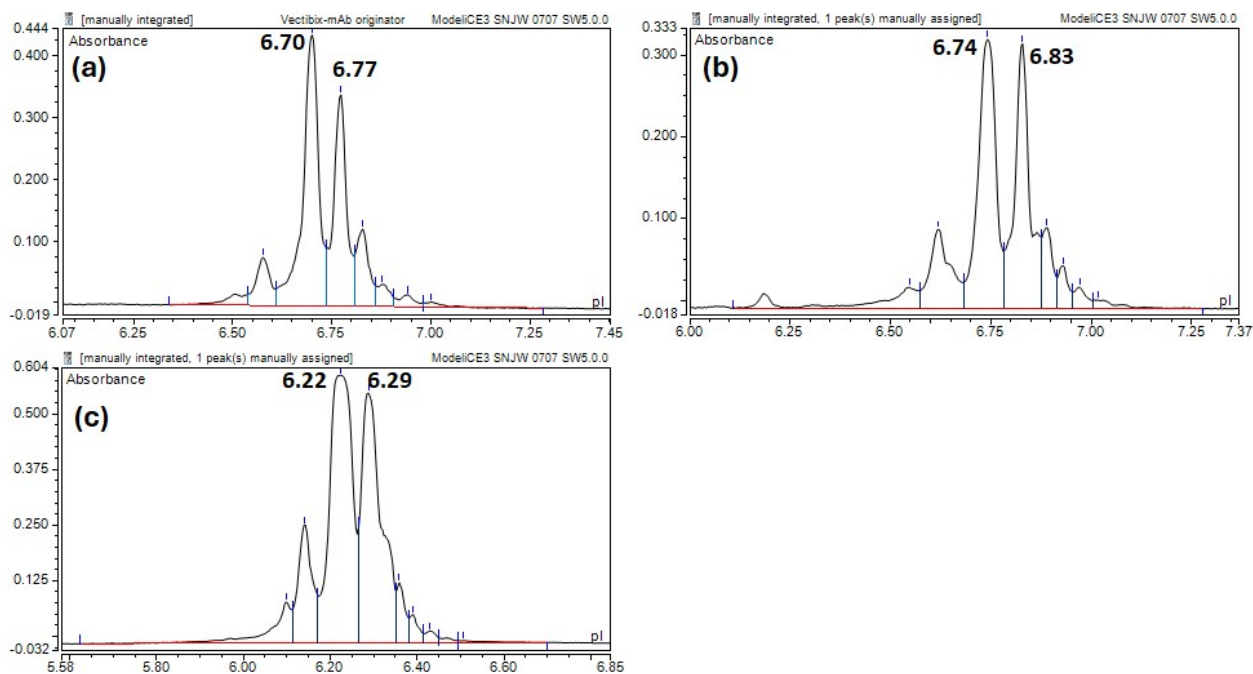 [manually integrated] Vectibix-mAb originator ModeliCE3 SNJW 0707 SW5.0.0
0.444
Absorbance
6.70
6.77
(a)
0.400
0.300
0.200
0.100
-0.019
pI
6.07 6.25 6.50 6.75 7.00 7.45
[manually integrated, 1 peak(s) manually assigned] ModeliCE3 SNJW 0707 SW5.0.0
0.333
Absorbance
6.74
6.83
(b)
0.300
0.200
0.100
-0.018
pI
6.00 6.25 6.50 6.75 7.00 7.25 7.37
[manually integrated, 1 peak(s) manually assigned] ModeliCE3 SNJW 0707 SW5.0.0
0.604
Absorbance
6.22
6.29
(c)
0.500
0.375
0.250
0.125
-0.032
pI
5.58 5.80 6.00 6.20 6.40 6.60 6.85